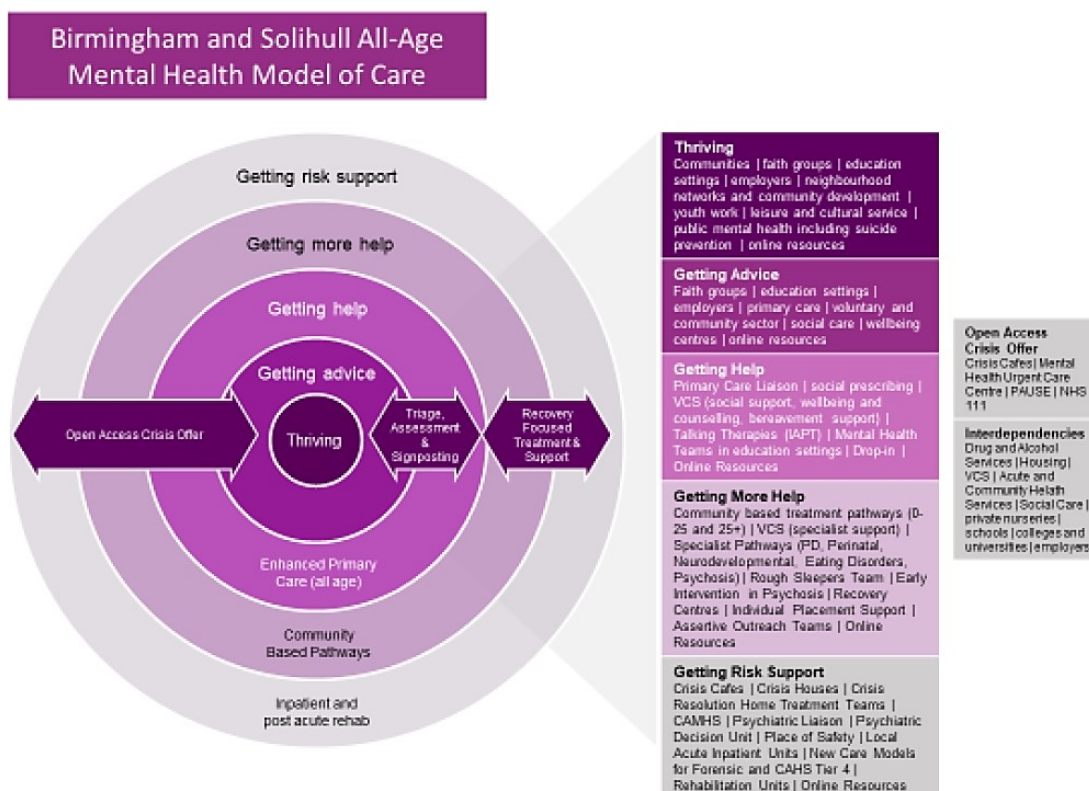 Birmingham and Solihull All-Age
Mental Health Model of Care
Getting risk support
Getting more help
Getting help
Getting advice
Thriving
Open Access Crisis Offer
Triage,
Assessment
&
Signposting
Recovery
Focused
Treatment &
Support
Enhanced Primary
Care (all age)
Community
Based Pathways
Inpatient and
post acute rehab
Thriving
Communities | faith groups | education
settings | employers | neighbourhood
networks and community development |
youth work | leisure and cultural service |
public mental health including suicide
prevention | online resources
Getting Advice
Faith groups | education settings |
employers | primary care | voluntary and
community sector | social care | wellbeing
centres | online resources
Getting Help
Primary Care Liaison | social prescribing |
VCS (social support, wellbeing and
counselling, bereavement support) |
Talking Therapies (IAPT) | Mental Health
Teams in education settings | Drop-in |
Online Resources
Getting More Help
Community based treatment pathways (0-
25 and 25+) | VCS (specialist support) |
Specialist Pathways (PD, Perinatal,
Neurodevelopmental, Eating Disorders,
Psychosis) | Rough Sleepers Team | Early
Intervention in Psychosis | Recovery
Centres | Individual Placement Support |
Assertive Outreach Teams | Online
Resources
Getting Risk Support
Crisis Cafes | Crisis Houses | Crisis
Resolution Home Treatment Teams |
CAMHS | Psychiatric Liaison | Psychiatric
Decision Unit | Place of Safety | Local
Acute Inpatient Units | New Care Models
for Forensic and CAHS Tier 4 |
Rehabilitation Units | Online Resources
Open Access
Crisis Offer
Crisis Cafes | Mental
Health Urgent Care
Centre | PAUSE | NHS
111
Interdependencies
Drug and Alcohol
Services | Housing |
VCS | Acute and
Community Helath
Services | Social Care |
private nurseries |
schools | colleges and
universities | employers